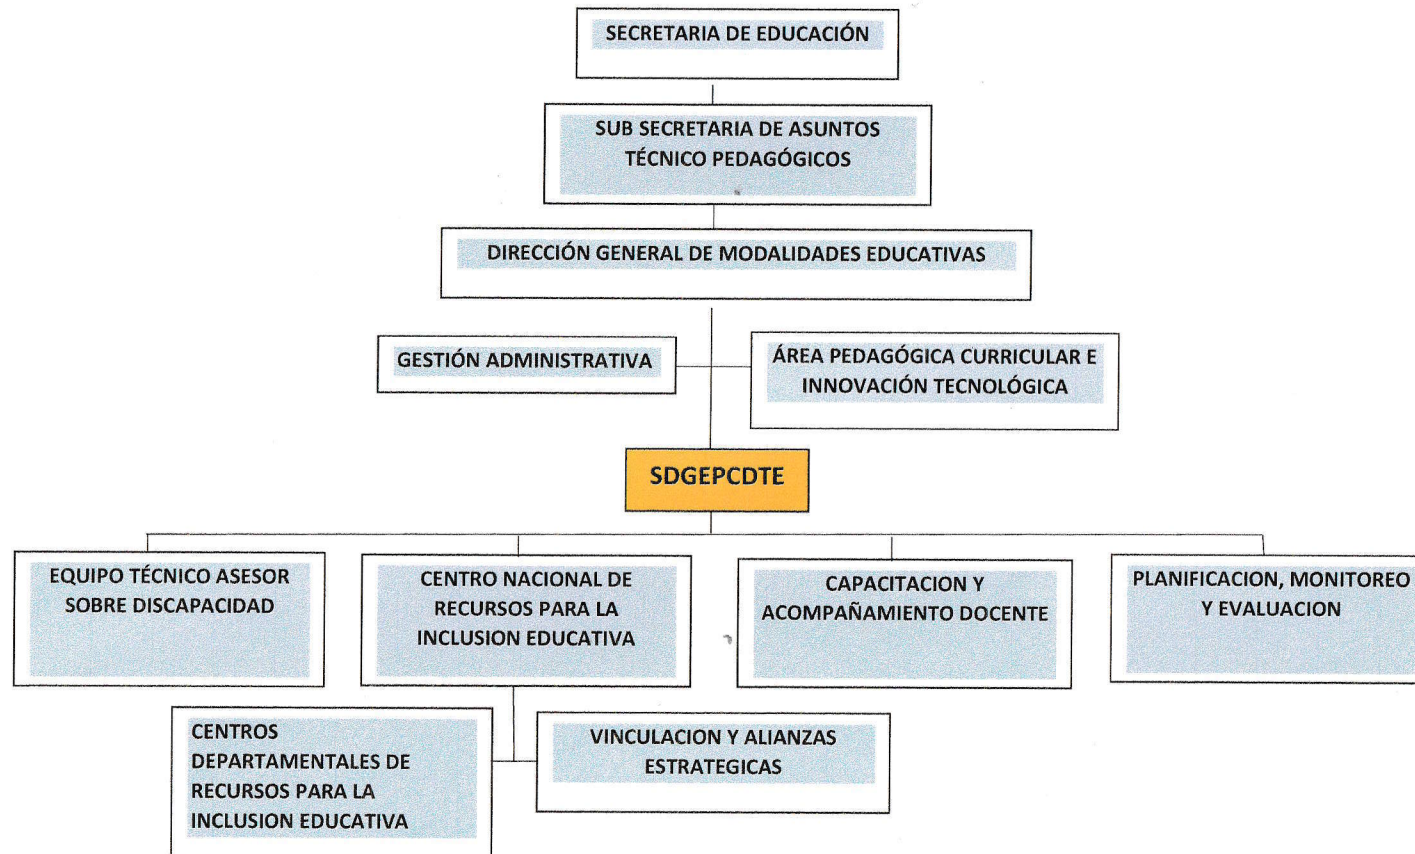 SECRETARIA DE EDUCACIÓN
SUB SECRETARIA DE ASUNTOS
TÉCNICO PEDAGÓGICOS
DIRECCIÓN GENERAL DE MODALIDADES EDUCATIVAS
GESTIÓN ADMINISTRATIVA
ÁREA PEDAGÓGICA CURRICULAR E
INNOVACIÓN TECNOLÓGICA
SDGEPCDTE
EQUIPO TÉCNICO ASESOR
SOBRE DISCAPACIDAD
CENTRO NACIONAL DE
RECURSOS PARA LA
INCLUSION EDUCATIVA
CAPACITACION Y
ACOMPAÑAMIENTO DOCENTE
PLANIFICACION, MONITOREO
Y EVALUACION
CENTROS
DEPARTAMENTALES DE
RECURSOS PARA LA
INCLUSION EDUCATIVA
VINCULACION Y ALIANZAS
ESTRATEGICAS